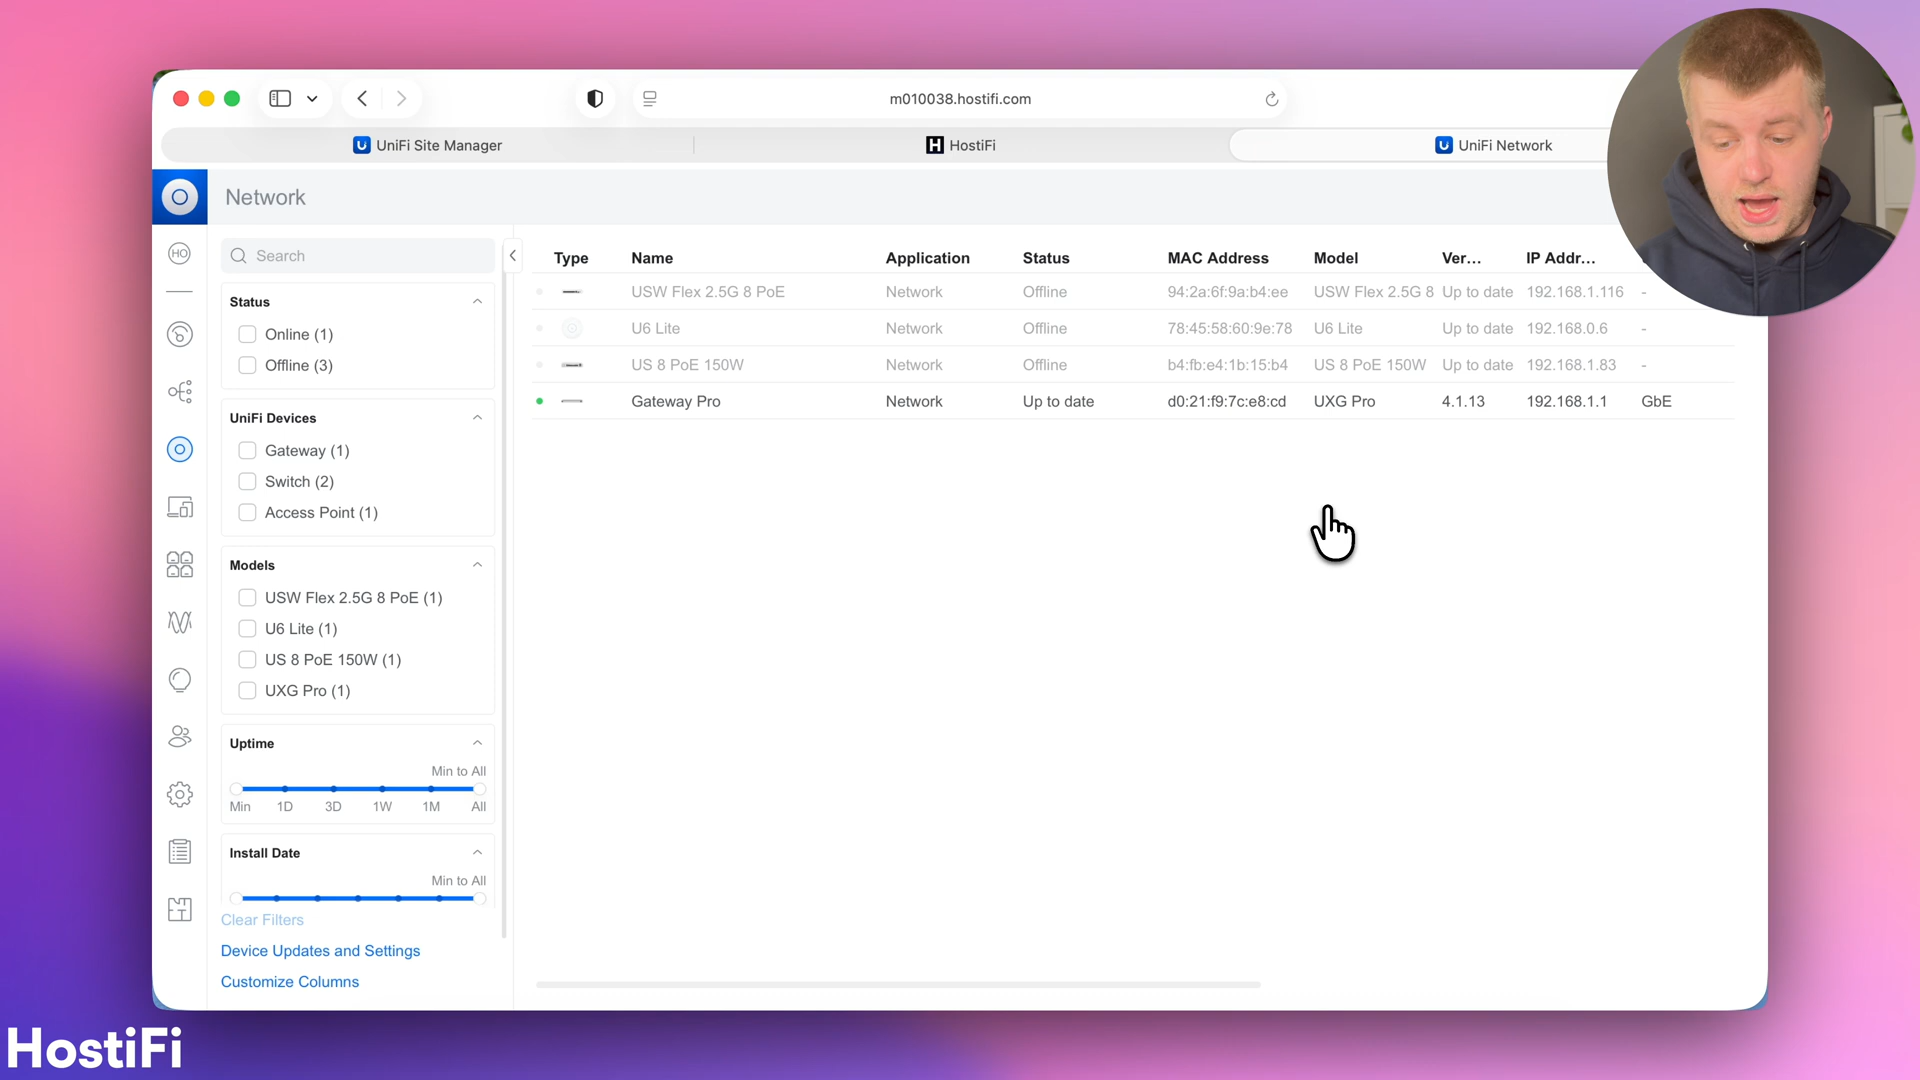 m010038.hostifi.com
UniFi Site Manager
HostiFi
UniFi Network
Network
HO
Search
Type Name Application Status MAC Address Model Ver... IP Addr...
USW Flex 2.5G 8 PoE Network Offline 94:2a:6f:9a:b4:ee USW Flex 2.5G 8 Up to date 192.168.1.116 -
U6 Lite Network Offline 78:45:58:60:9e:78 U6 Lite Up to date 192.168.0.6 -
US 8 PoE 150W Network Offline b4:fb:e4:1b:15:b4 US 8 PoE 150W Up to date 192.168.1.83 -
Gateway Pro Network Up to date d0:21:f9:7c:e8:cd UXG Pro 4.1.13 192.168.1.1 GbE
Status
Online (1)
Offline (3)
UniFi Devices
Gateway (1)
Switch (2)
Access Point (1)
Models
USW Flex 2.5G 8 PoE (1)
U6 Lite (1)
US 8 PoE 150W (1)
UXG Pro (1)
Uptime
Min to All
Min 1D 3D 1W 1M All
Install Date
Min to All
Clear Filters
Device Updates and Settings
Customize Columns
HostiFi